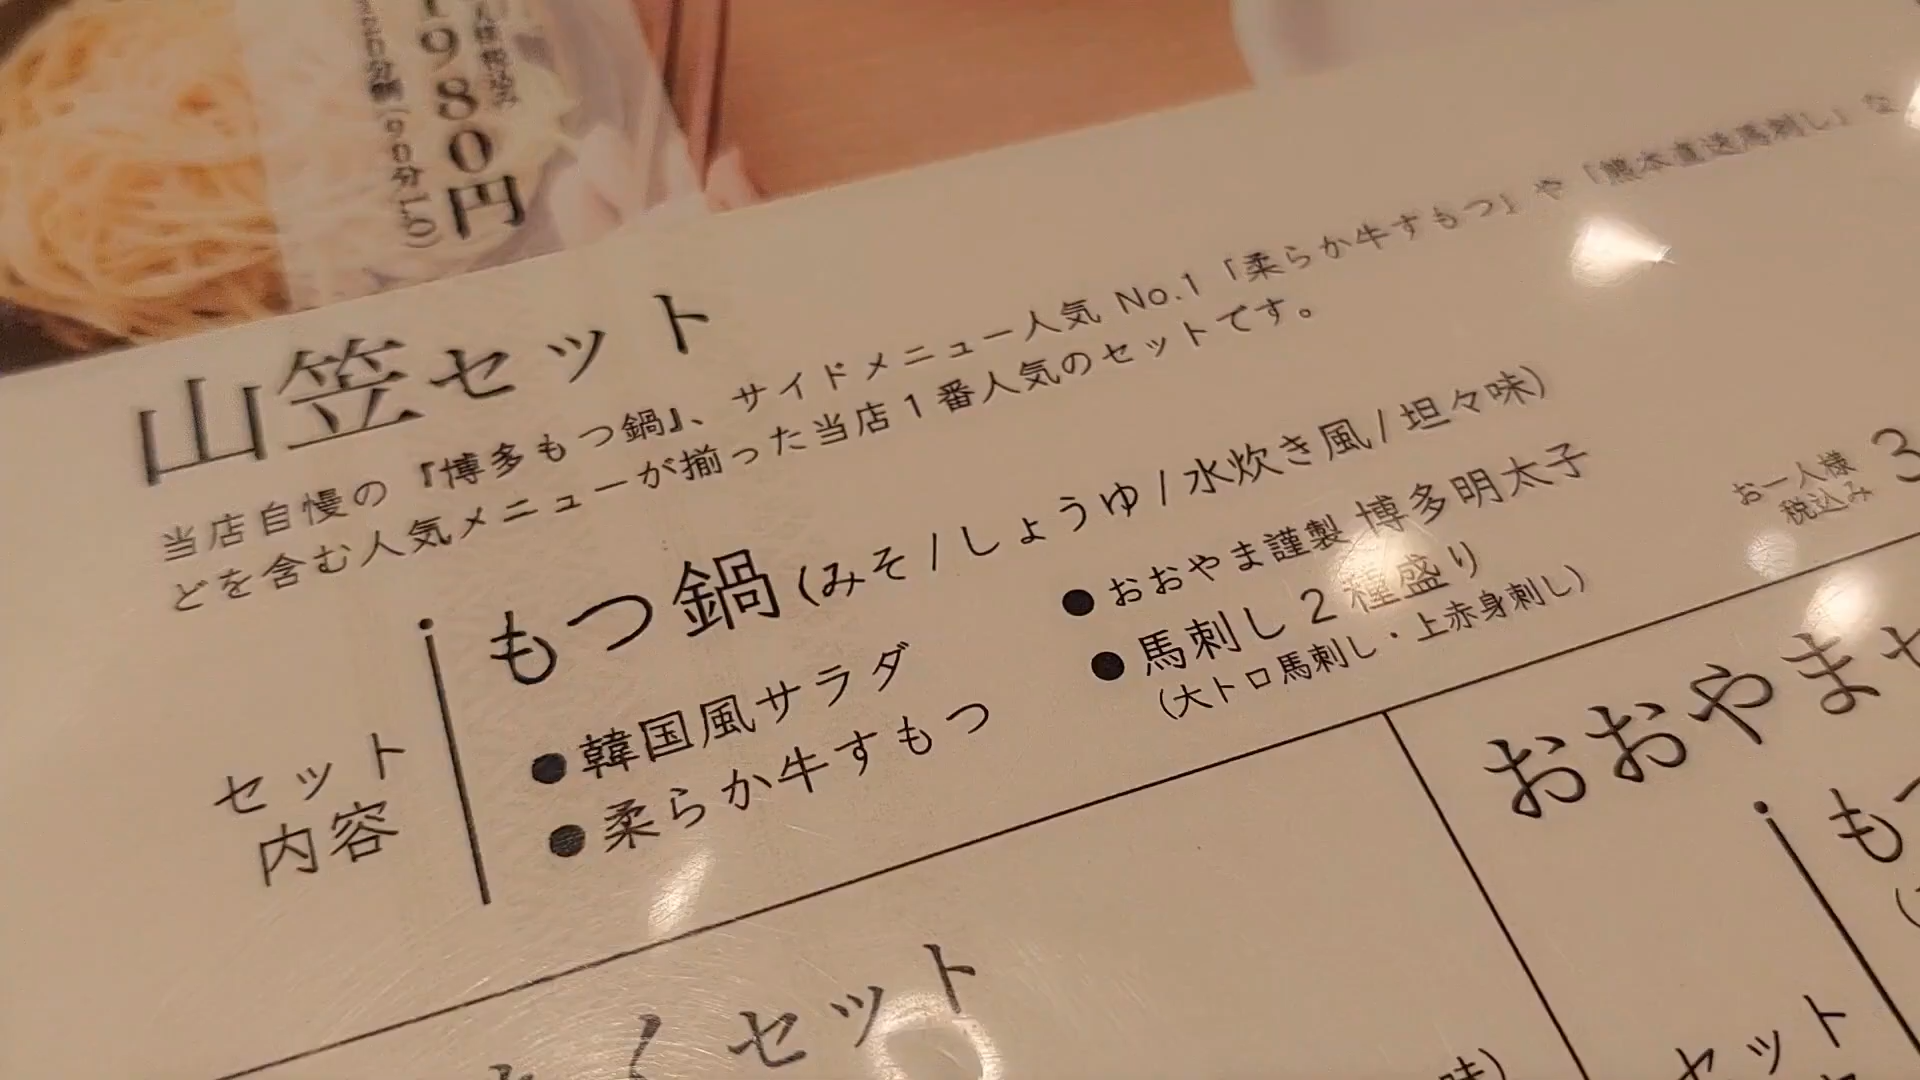 1980円
山笠セット
当店自慢の『博多もつ鍋』、サイドメニュー人気 No.1「柔らか牛すもつ」や「熊本直送馬刺し」な
どを含む人気メニューが揃った当店1番人気のセットです。
セット
内容
もつ鍋(みそ/しょうゆ/水炊き風/坦々味)
●韓国風サラダ
●柔らか牛すもつ
●おおやま謹製 博多明太子
●馬刺し2種盛り
(大トロ馬刺し・上赤身刺し)
お一人様
税込み
3
おおやま
もつ
セット
セット
味)